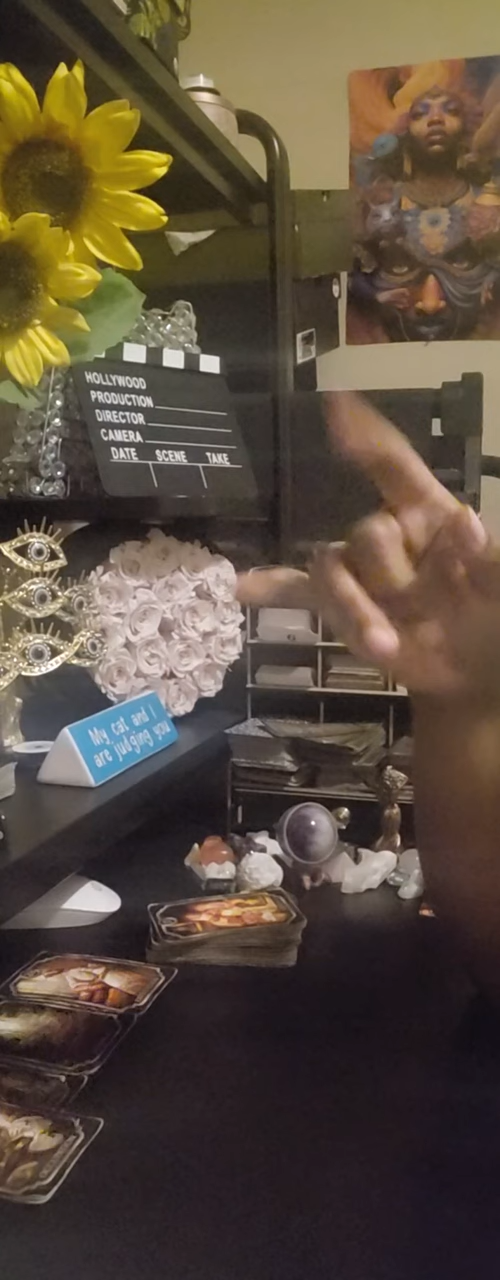 HOLLYWOOD
PRODUCTION
DIRECTOR
CAMERA
DATE SCENE TAKE
My cat and I
are judging you